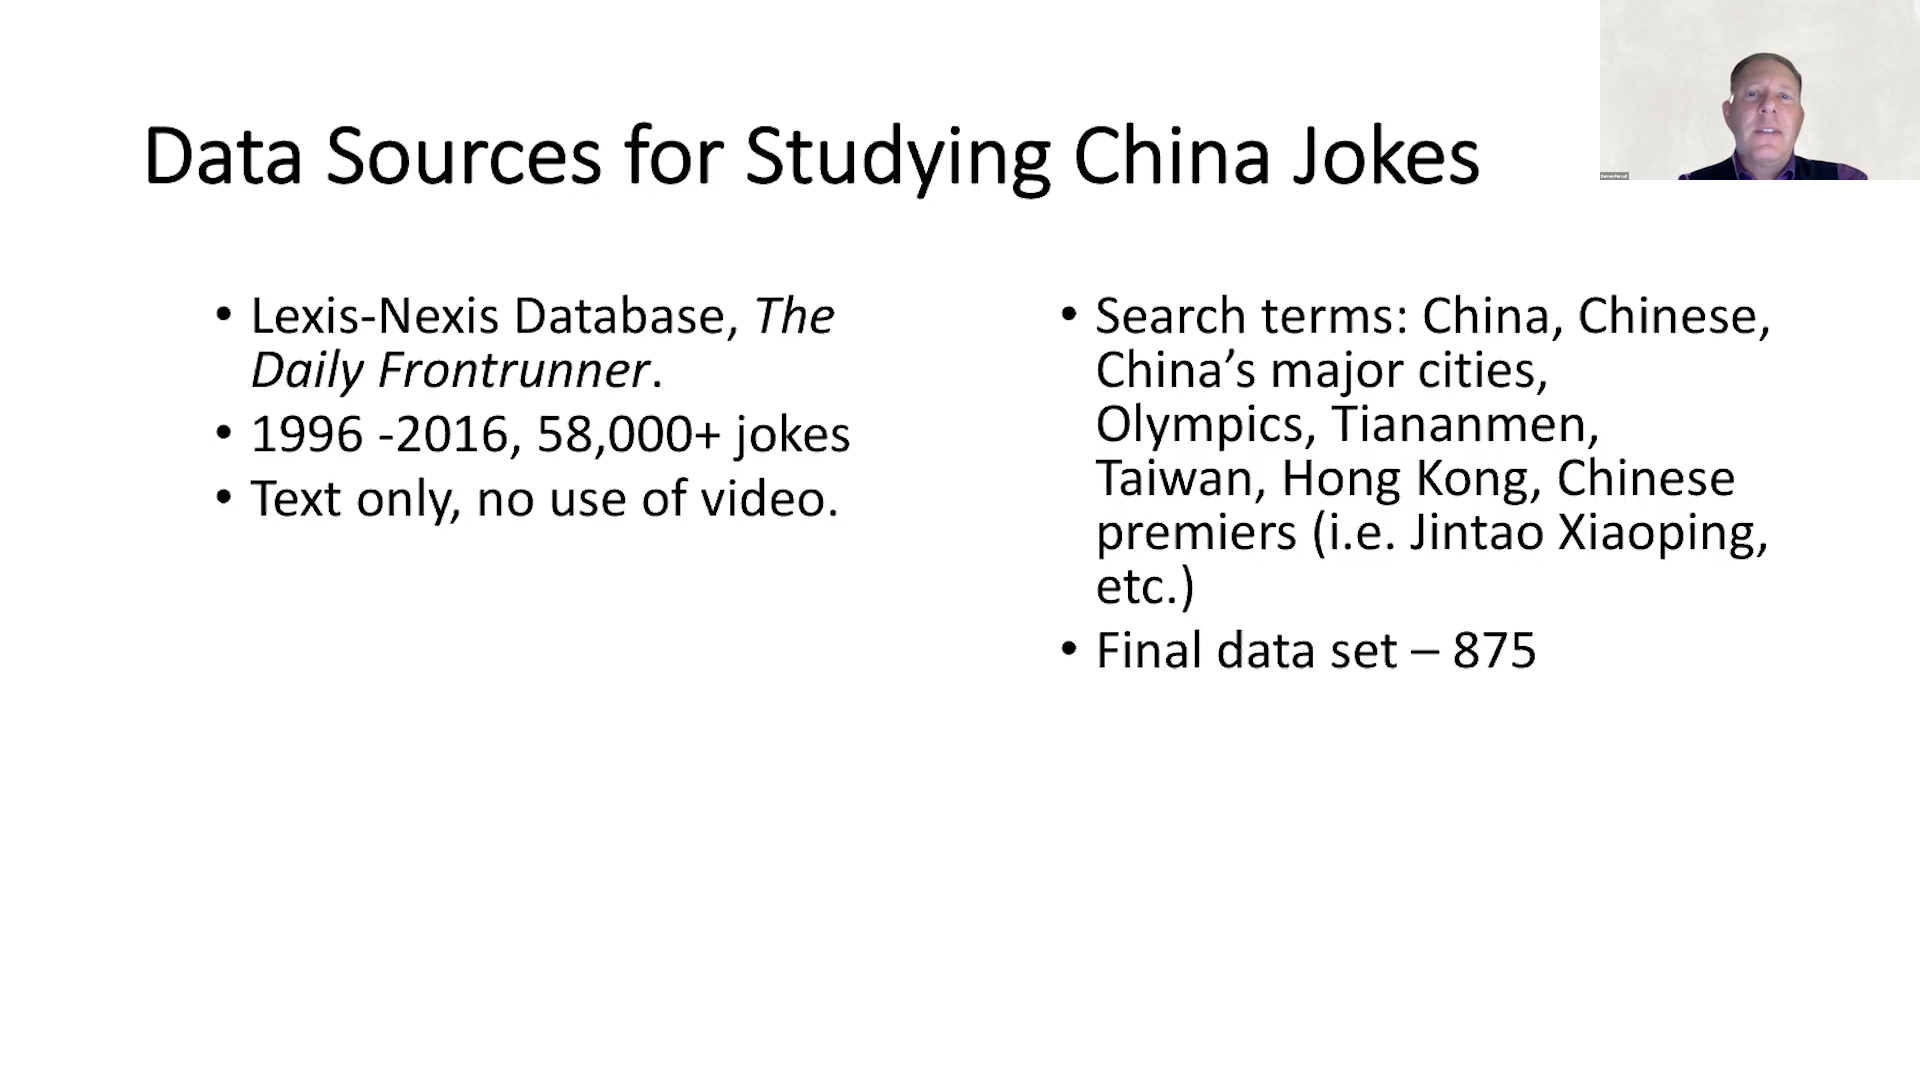 Data Sources for Studying China Jokes
• Lexis-Nexis Database, The
Daily Frontrunner.
• 1996 -2016, 58,000+ jokes
• Text only, no use of video.
• Search terms: China, Chinese,
China’s major cities,
Olympics, Tiananmen,
Taiwan, Hong Kong, Chinese
premiers (i.e. Jintao Xiaoping,
etc.)
• Final data set – 875